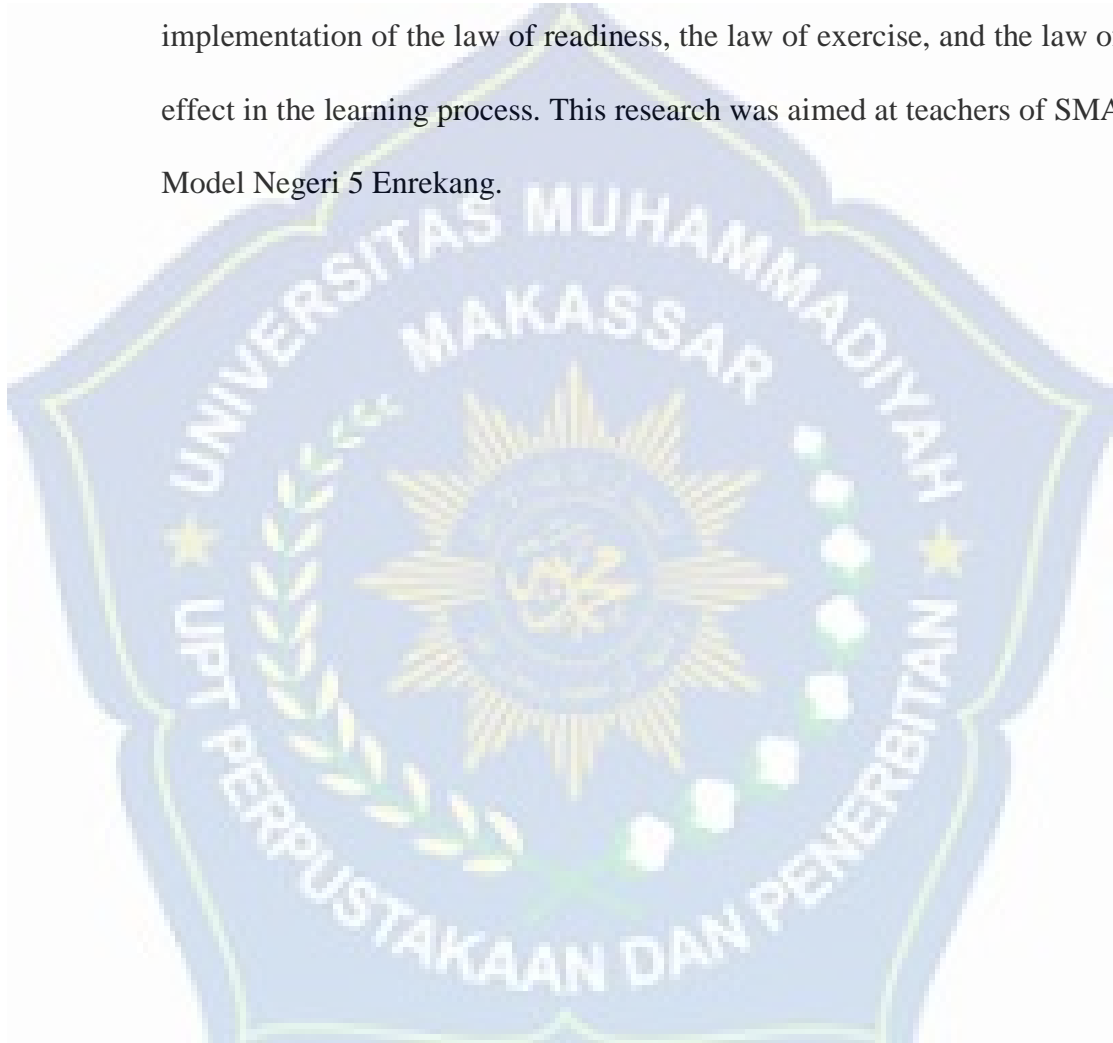 implementation of the law of readiness, the law of exercise, and the law o
effect in the learning process. This research was aimed at teachers of SMA
Model Negeri 5 Enrekang.
UNIVERSITAS MUHAMMADIYAH
MAKASSAR
UPT PERPUSTAKAAN DAN PENERBITAN